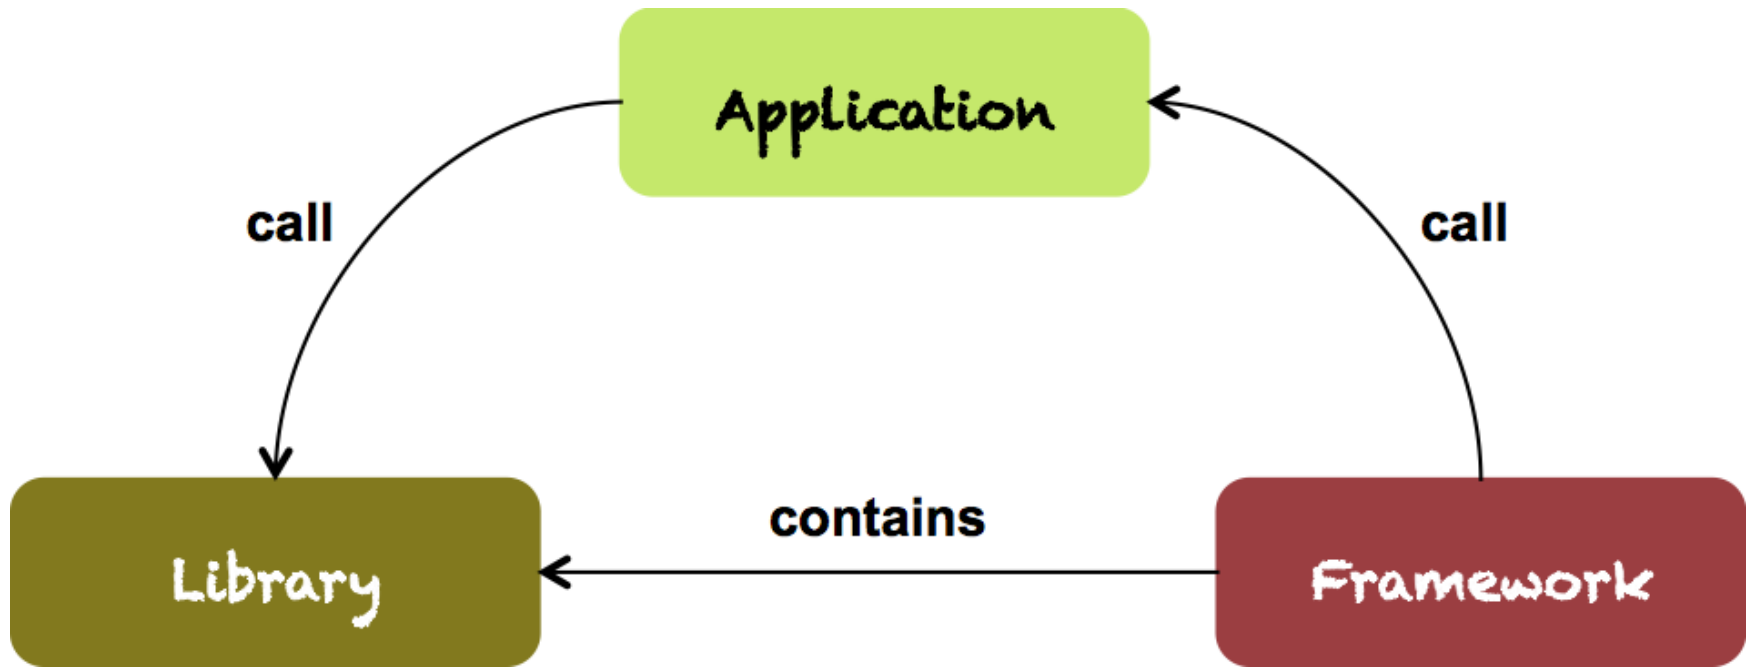 Application
call
call
contains
Library
Framework